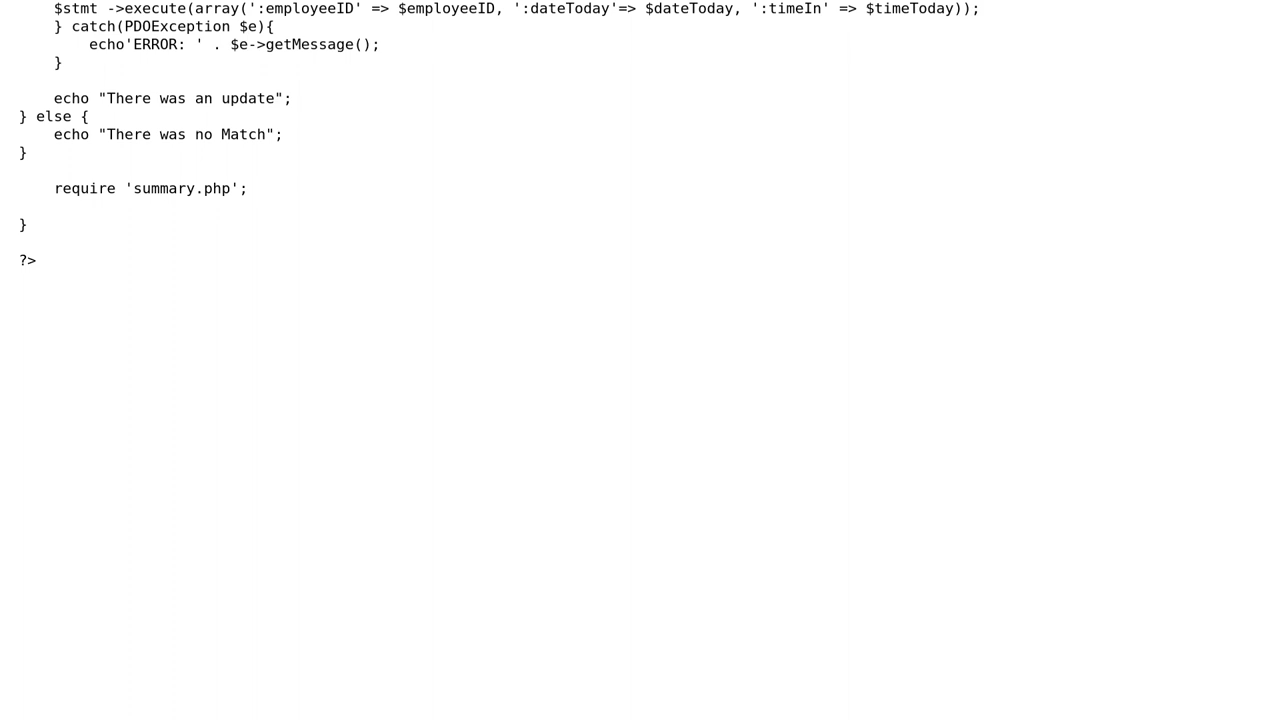 $stmt ->execute(array(':employeeID' => $employeeID, ':dateToday'=> $dateToday, ':timeIn' => $timeToday));
} catch(PDOException $e){
echo'ERROR: ' . $e->getMessage();
}
echo "There was an update";
} else {
echo "There was no Match";
}
require 'summary.php';
}
?>